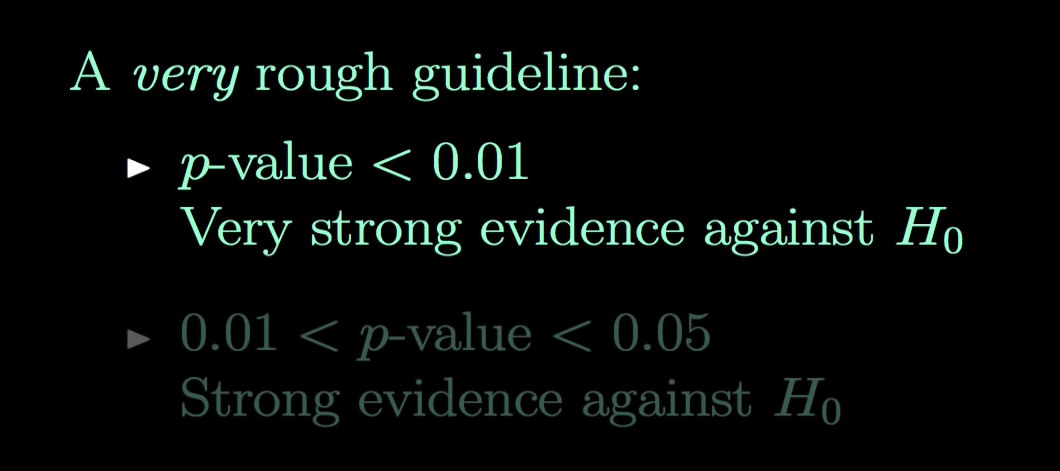 A very rough guideline:
▸ p-value < 0.01
Very strong evidence against H₀
▸ 0.01 < p-value < 0.05
Strong evidence against H₀